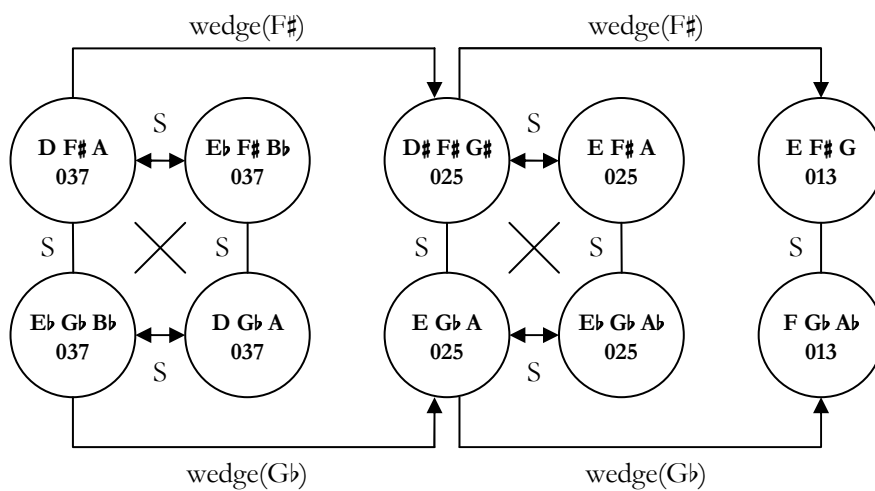 wedge(F♯) wedge(F♯)
S S
D F♯ A E♭ F♯ B♭ D♯ F♯ G♯ E F♯ A E F♯ G
037 037 025 025 013
S S S S S
E♭ G♭ B♭ D G♭ A E G♭ A E♭ G♭ A♭ F G♭ A♭
037 037 025 025 013
S S
wedge(G♭) wedge(G♭)